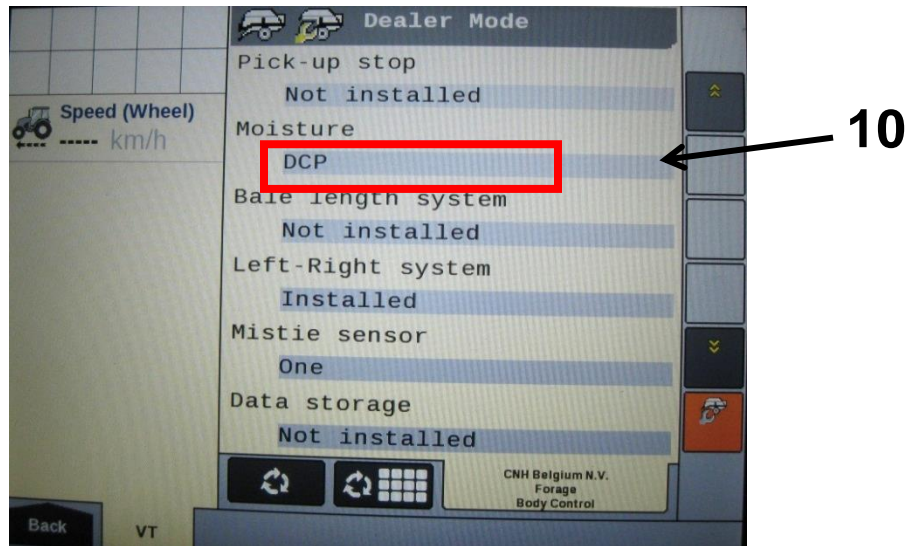 Dealer Mode
Pick-up stop
Not installed
Speed (Wheel)
----- km/h
Moisture
10
DCP
Bale length system
Not installed
Left-Right system
Installed
Mistie sensor
One
Data storage
Not installed
CNH Belgium N.V.
Forage
Body Control
Back
VT